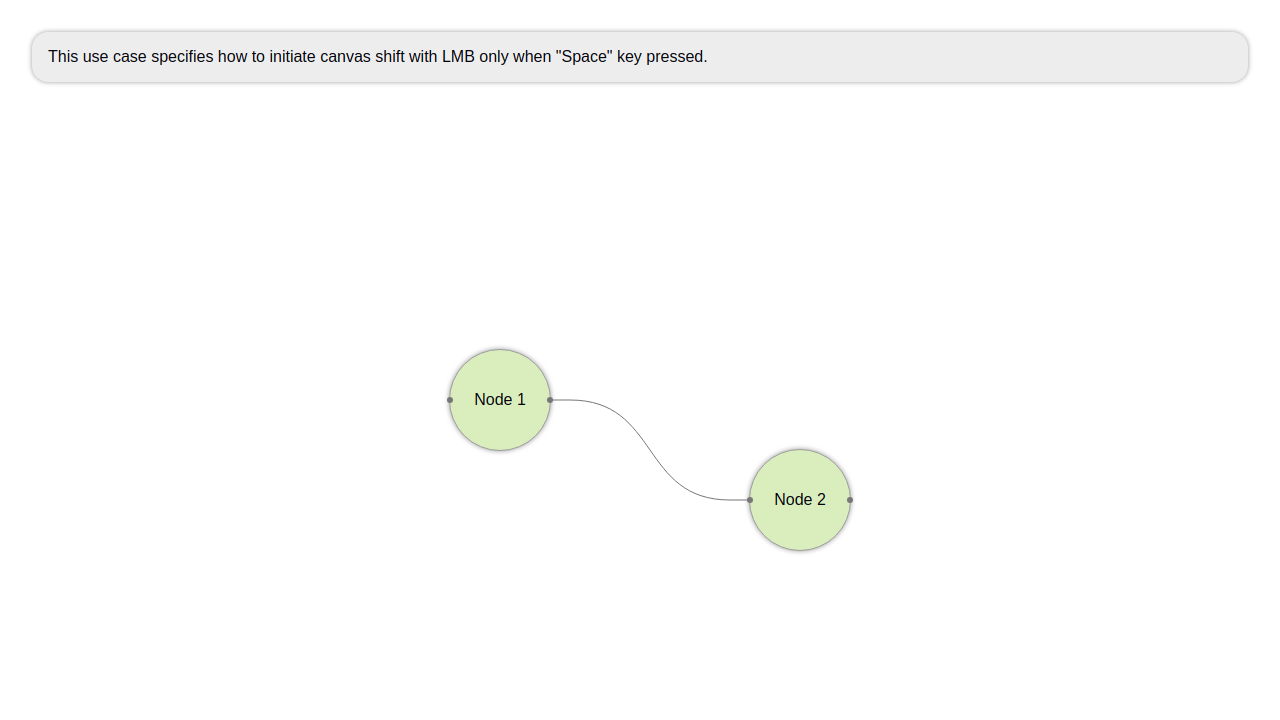 This use case specifies how to initiate canvas shift with LMB only when "Space" key pressed.
Node 1
Node 2